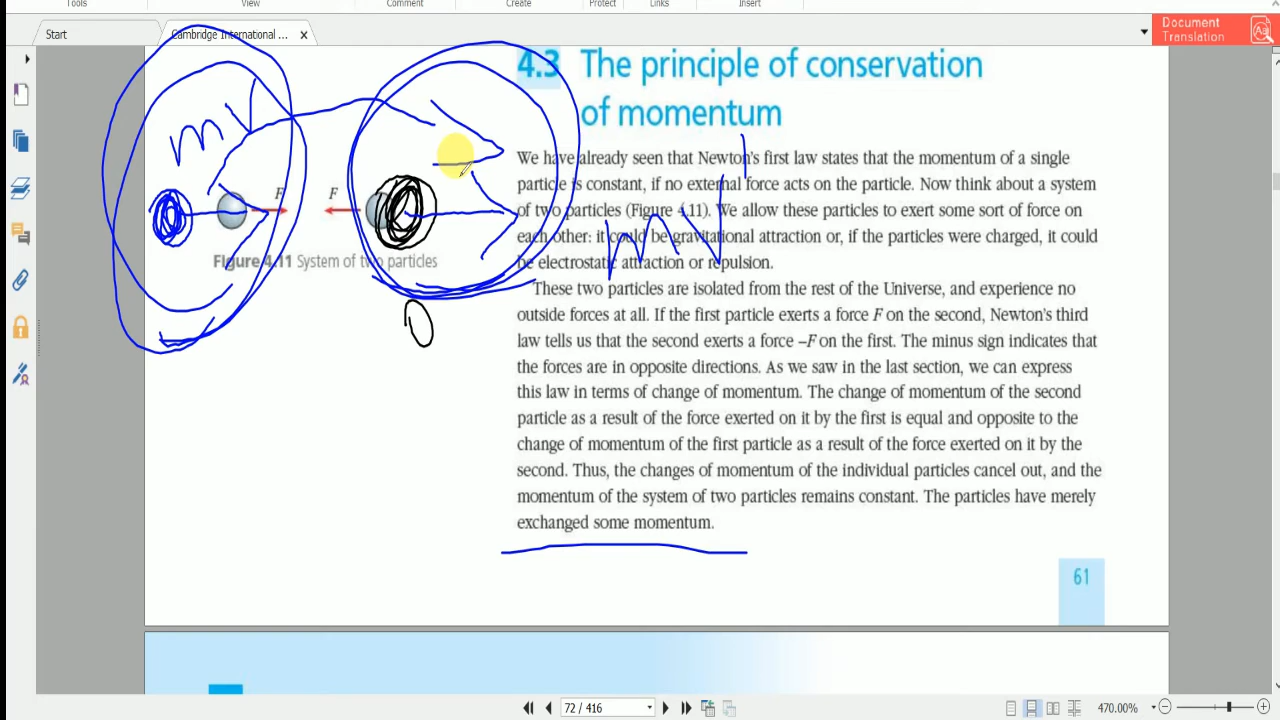 Tools View Comment Create Protect Links Insert
Start
Cambridge International ...
Document
Translation
4.3 The principle of conservation
of momentum
mv
F
F
Figure 4.11 System of two particles
0
mv'
We have already seen that Newton's first law states that the momentum of a single
particle is constant, if no external force acts on the particle. Now think about a system
of two particles (Figure 4.11). We allow these particles to exert some sort of force on
each other: it could be gravitational attraction or, if the particles were charged, it could
be electrostatic attraction or repulsion.
These two particles are isolated from the rest of the Universe, and experience no
outside forces at all. If the first particle exerts a force F on the second, Newton's third
law tells us that the second exerts a force –F on the first. The minus sign indicates that
the forces are in opposite directions. As we saw in the last section, we can express
this law in terms of change of momentum. The change of momentum of the second
particle as a result of the force exerted on it by the first is equal and opposite to the
change of momentum of the first particle as a result of the force exerted on it by the
second. Thus, the changes of momentum of the individual particles cancel out, and the
momentum of the system of two particles remains constant. The particles have merely
exchanged some momentum.
61
72 / 416
470.00%